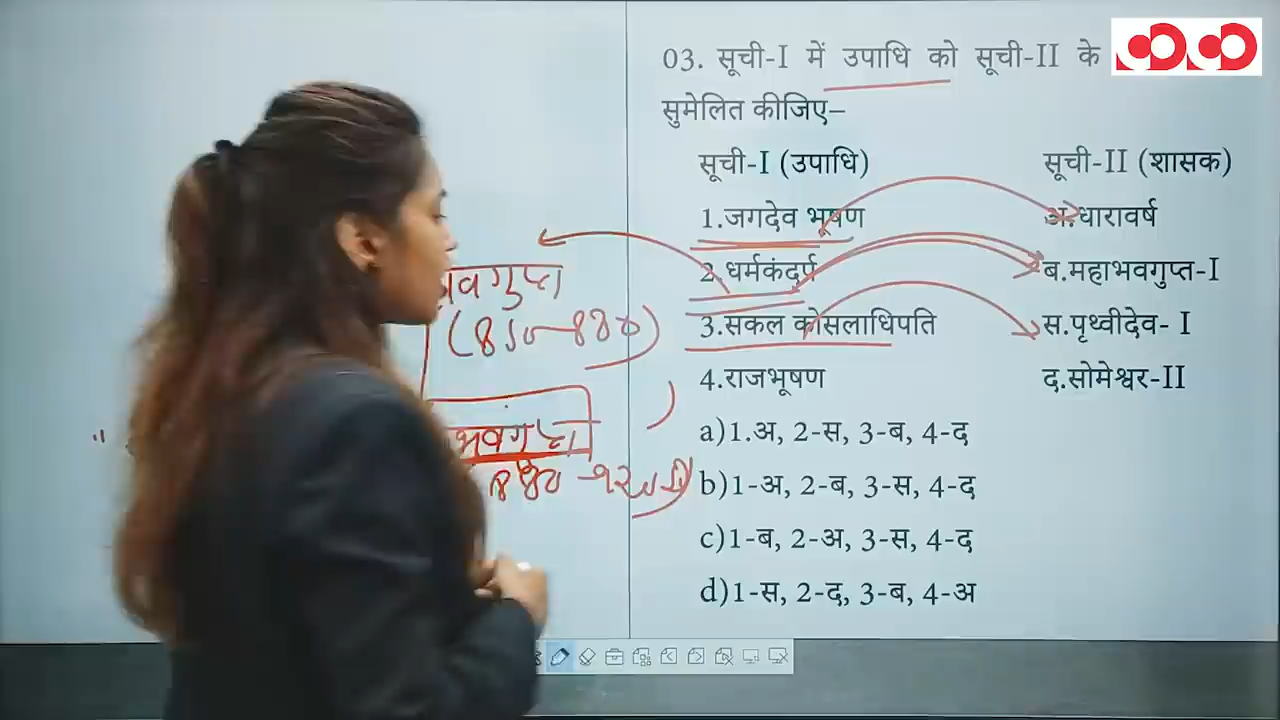 03. सूची-I में उपाधि को सूची-II के
सुमेलित कीजिए–
सूची-I (उपाधि) सूची-II (शासक)
1.जगदेव भूषण अ.धारावर्ष
2.धर्मकंदर्प ब.महाभवगुप्त-I
3.सकल कोसलाधिपति स.पृथ्वीदेव- I
4.राजभूषण द.सोमेश्वर-II
a)1.अ, 2-स, 3-ब, 4-द
b)1-अ, 2-ब, 3-स, 4-द
c)1-ब, 2-अ, 3-स, 4-द
d)1-स, 2-द, 3-ब, 4-अ